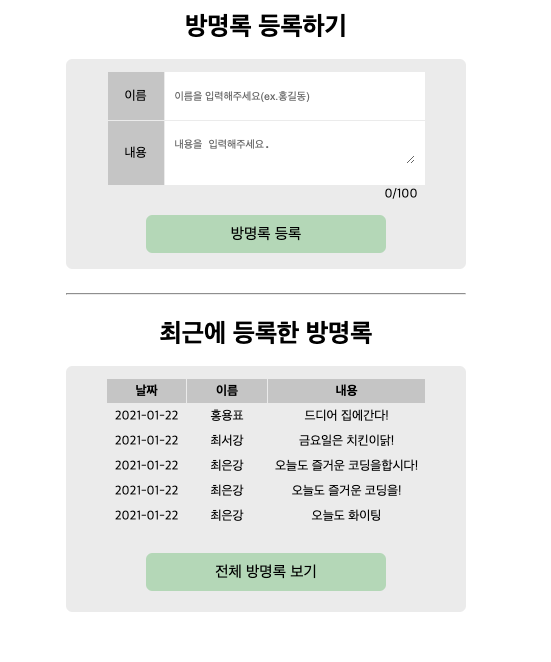 방명록 등록하기
이름 이름을 입력해주세요(ex.홍길동)
내용 내용을 입력해주세요.
0/100
방명록 등록
최근에 등록한 방명록
날짜 이름 내용
2021-01-22 홍용표 드디어 집에간다!
2021-01-22 최서강 금요일은 치킨이닭!
2021-01-22 최은강 오늘도 즐거운 코딩을합시다!
2021-01-22 최은강 오늘도 즐거운 코딩을!
2021-01-22 최은강 오늘도 화이팅
전체 방명록 보기